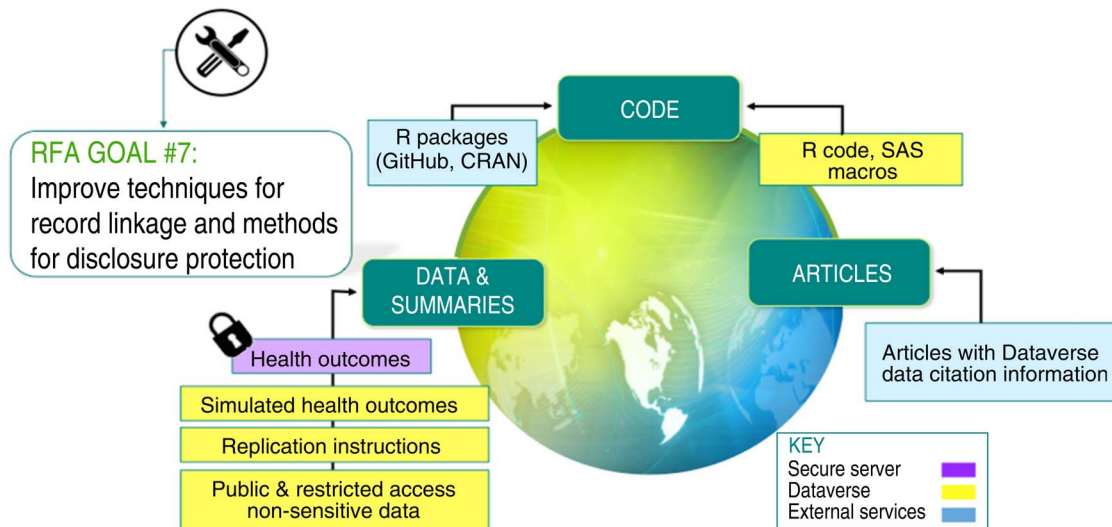 CODE
R packages
(GitHub, CRAN)
R code, SAS
macros
RFA GOAL #7:
Improve techniques for
record linkage and methods
for disclosure protection
DATA &
SUMMARIES
ARTICLES
Health outcomes
Simulated health outcomes
Replication instructions
Public & restricted access
non-sensitive data
Articles with Dataverse
data citation information
KEY
Secure server
Dataverse
External services